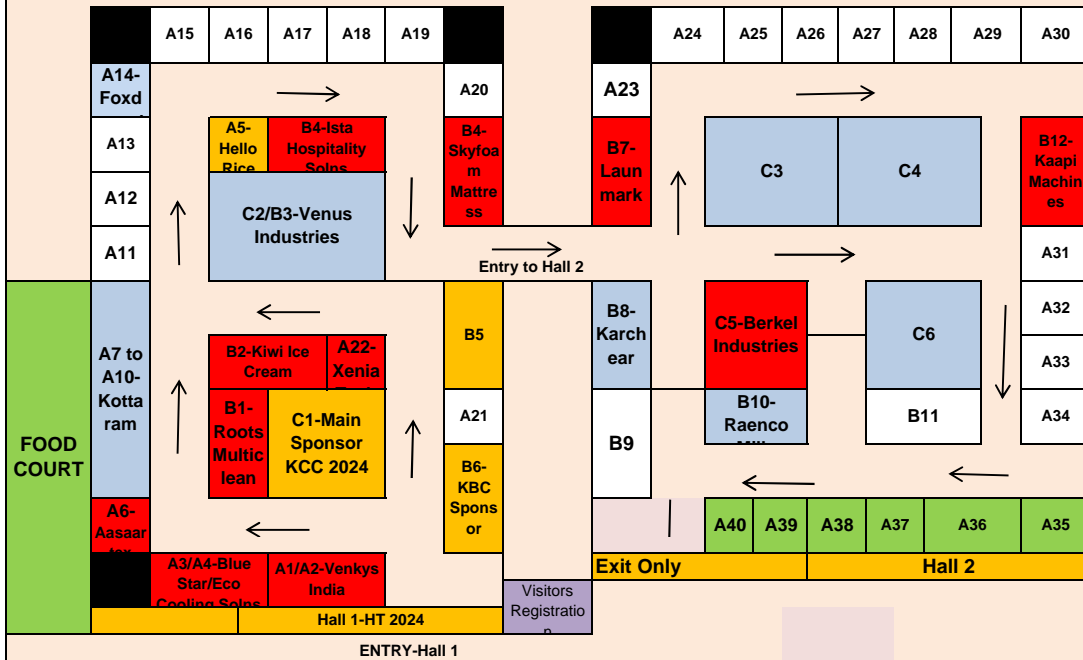 A15 A16 A17 A18 A19 A24 A25 A26 A27 A28 A29 A30
A14-
Foxd
A20
A23
A13
A5-
Hello
Rice
B4-Ista
Hospitality
Solns
B4-
Skyfoa
m
Mattre
ss
B7-
Laun
mark
C3
C4
B12-
Kaapi
Machin
es
A12
C2/B3-Venus
Industries
A11
Entry to Hall 2
A31
FOOD
COURT
A7 to
A10-
Kotta
ram
B5
B8-
Karch
ear
C5-Berkel
Industries
C6
A32
A33
B2-Kiwi Ice
Cream
A22-
Xenia
B1-
Roots
Multic
lean
C1-Main
Sponsor
KCC 2024
A21
B9
B10-
Raenco
B11
A34
B6-
KBC
Spons
or
A6-
Aasaar
A40 A39 A38 A37 A36 A35
A3/A4-Blue
Star/Eco
Cooling Solns
A1/A2-Venkys
India
Exit Only
Hall 2
Visitors
Registratio
n
Hall 1-HT 2024
ENTRY-Hall 1